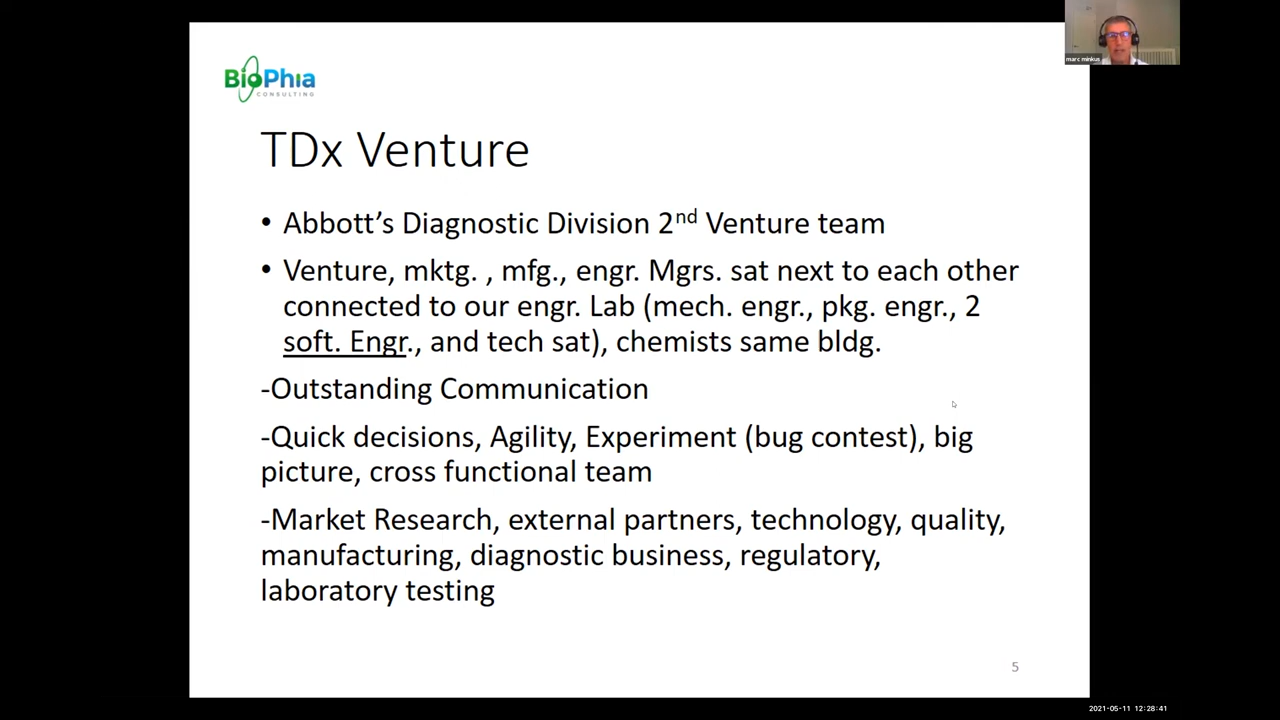 marc minkus
BioPhia
CONSULTING
TDx Venture
• Abbott’s Diagnostic Division 2nd Venture team
• Venture, mktg. , mfg., engr. Mgrs. sat next to each other
connected to our engr. Lab (mech. engr., pkg. engr., 2
soft. Engr., and tech sat), chemists same bldg.
-Outstanding Communication
-Quick decisions, Agility, Experiment (bug contest), big
picture, cross functional team
-Market Research, external partners, technology, quality,
manufacturing, diagnostic business, regulatory,
laboratory testing
5
2021-05-11 12:28:41